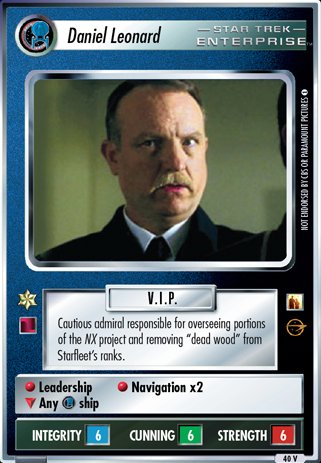 Daniel Leonard
STAR TREK
ENTERPRISE™
NOT ENDORSED BY CBS OR PARAMOUNT PICTURES
V.I.P.
Cautious admiral responsible for overseeing portions
of the NX project and removing “dead wood” from
Starfleet’s ranks.
Leadership
Navigation x2
Any ship
INTEGRITY 6
CUNNING 6
STRENGTH 6
40 V